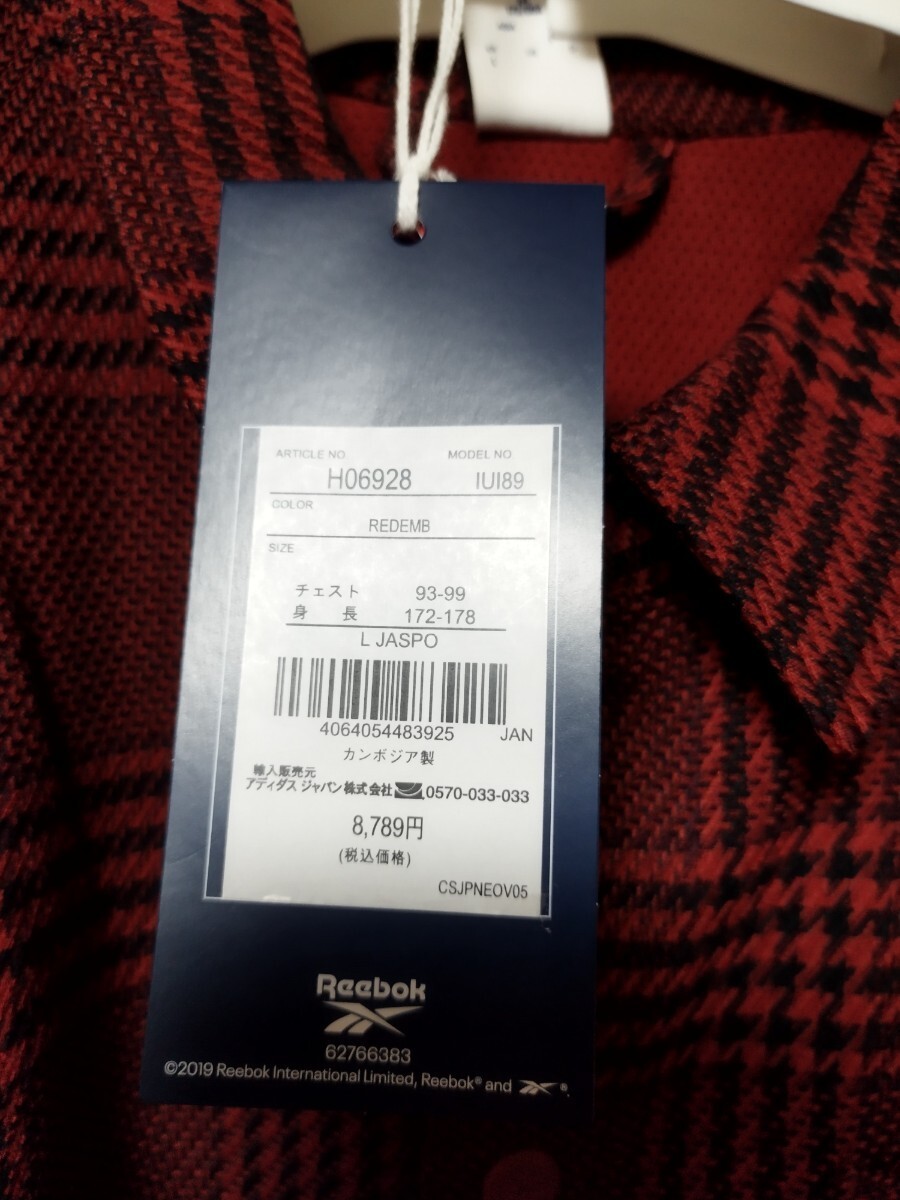 ARTICLE NO. MODEL NO
H06928 IUI89
COLOR
REDEMB
SIZE
チェスト 93-99
身長 172-178
L JASPO
4064054483925 JAN
カンボジア製
輸入販売元
アディダス ジャパン株式会社 0570-033-033
8,789円
(税込価格)
CSJPNEOV05
Reebok
62766383
©2019 Reebok International Limited, Reebok® and ®